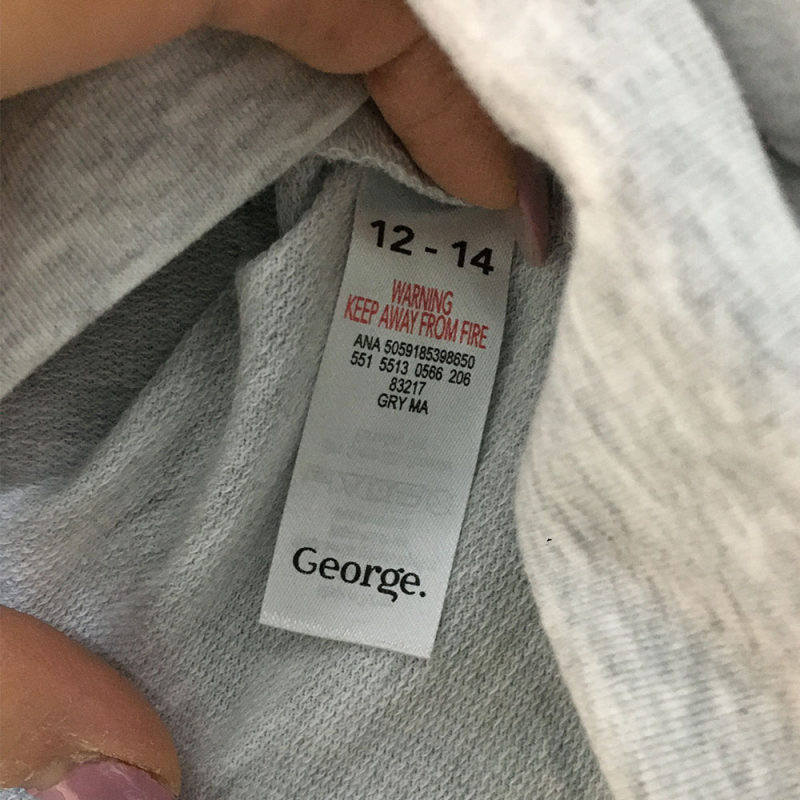 12 - 14
WARNING
KEEP AWAY FROM FIRE
ANA 5059185398650
551 5513 0566 206
83217
GRY MA
George.